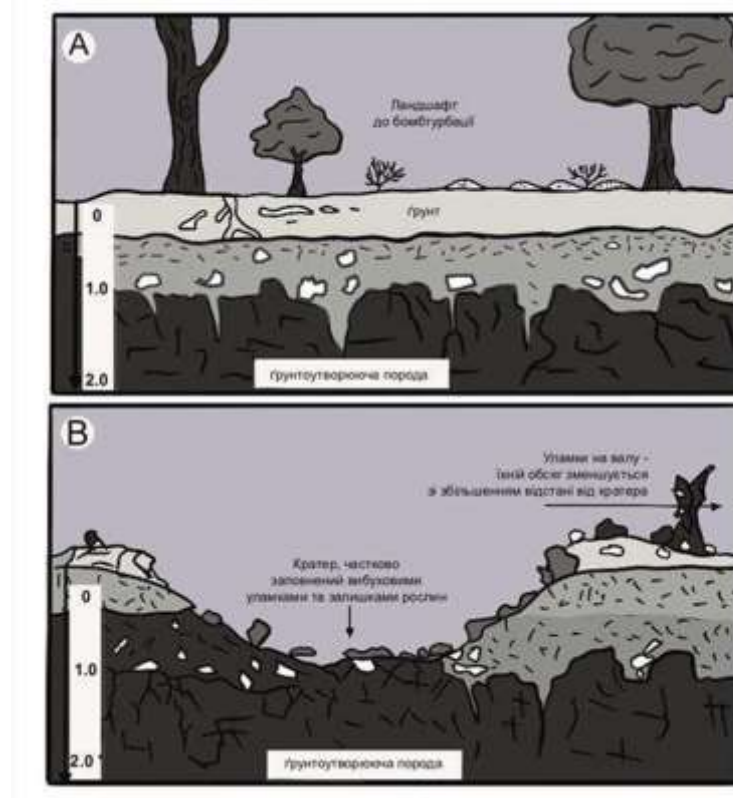 A
Ландшафт
до бомбтурбації
0
ґрунт
1.0
2.0
ґрунтоутворююча порода
B
Уламки на валу –
їхній обсяг зменшується
зі збільшенням відстані від кратера
Кратер, частково
заповнений вибуховими
уламками та залишками рослин
0
1.0
2.0
ґрунтоутворююча порода